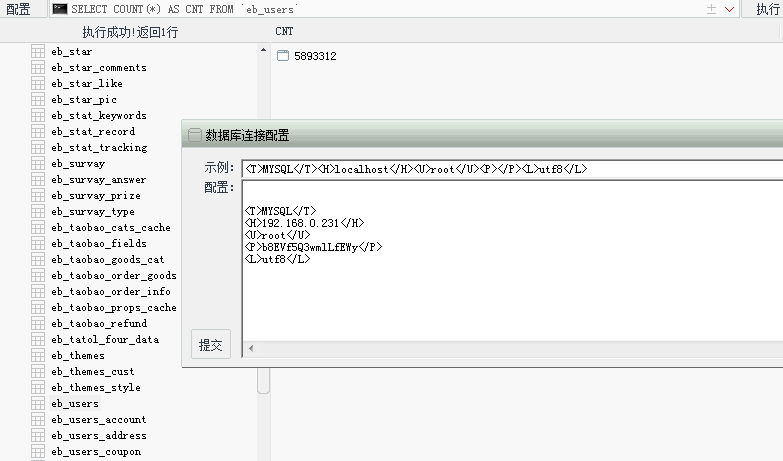 配置 SELECT COUNT(*) AS CNT FROM `eb_users` 执行
执行成功!返回1行 CNT
5893312
eb_star
eb_star_comments
eb_star_like
eb_star_pic
eb_stat_keywords
eb_stat_record
eb_stat_tracking
eb_survay
eb_survay_answer
eb_survay_prize
eb_survay_type
eb_taobao_cats_cache
eb_taobao_fields
eb_taobao_goods_cat
eb_taobao_order_goods
eb_taobao_order_info
eb_taobao_props_cache
eb_taobao_refund
eb_tatol_four_data
eb_themes
eb_themes_cust
eb_themes_style
eb_users
eb_users_account
eb_users_address
eb_users_coupon
数据库连接配置
示例: <T>MYSQL</T><H>localhost</H><U>root</U><P></P><L>utf8</L>
配置:
<T>MYSQL</T>
<H>192.168.0.231</H>
<U>root</U>
<P>b8EVf5Q3wmlLfEWy</P>
<L>utf8</L>
提交